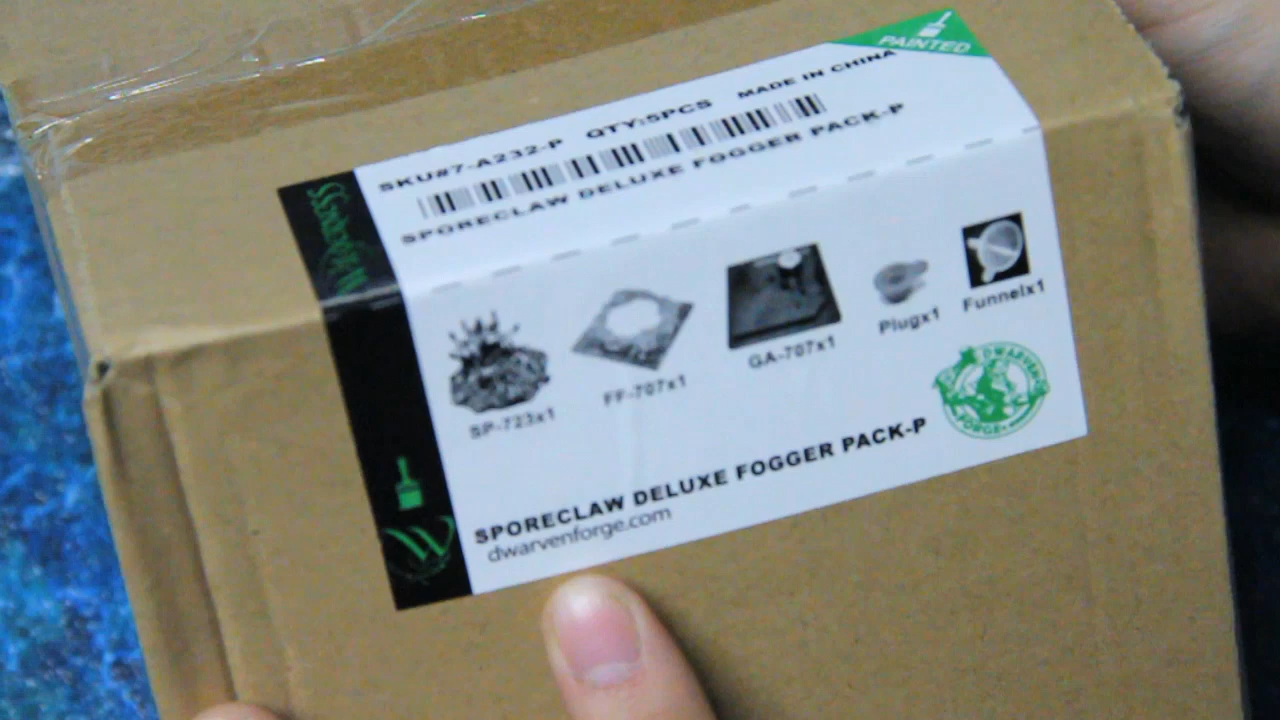 PAINTED
SKU#7-A232-P QTY:5PCS MADE IN CHINA
SPORECLAW DELUXE FOGGER PACK-P
SP-723x1
FF-707x1
GA-707x1
Plugx1
Funnelx1
DWARVEN FORGE
SPORECLAW DELUXE FOGGER PACK-P
dwarvenforge.com
W